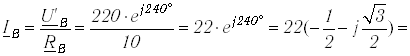 I_B = U'_B / R_B = 220·e^{j240°} / 10 = 22·e^{j240°} = 22(−1/2 − j√3/2) =